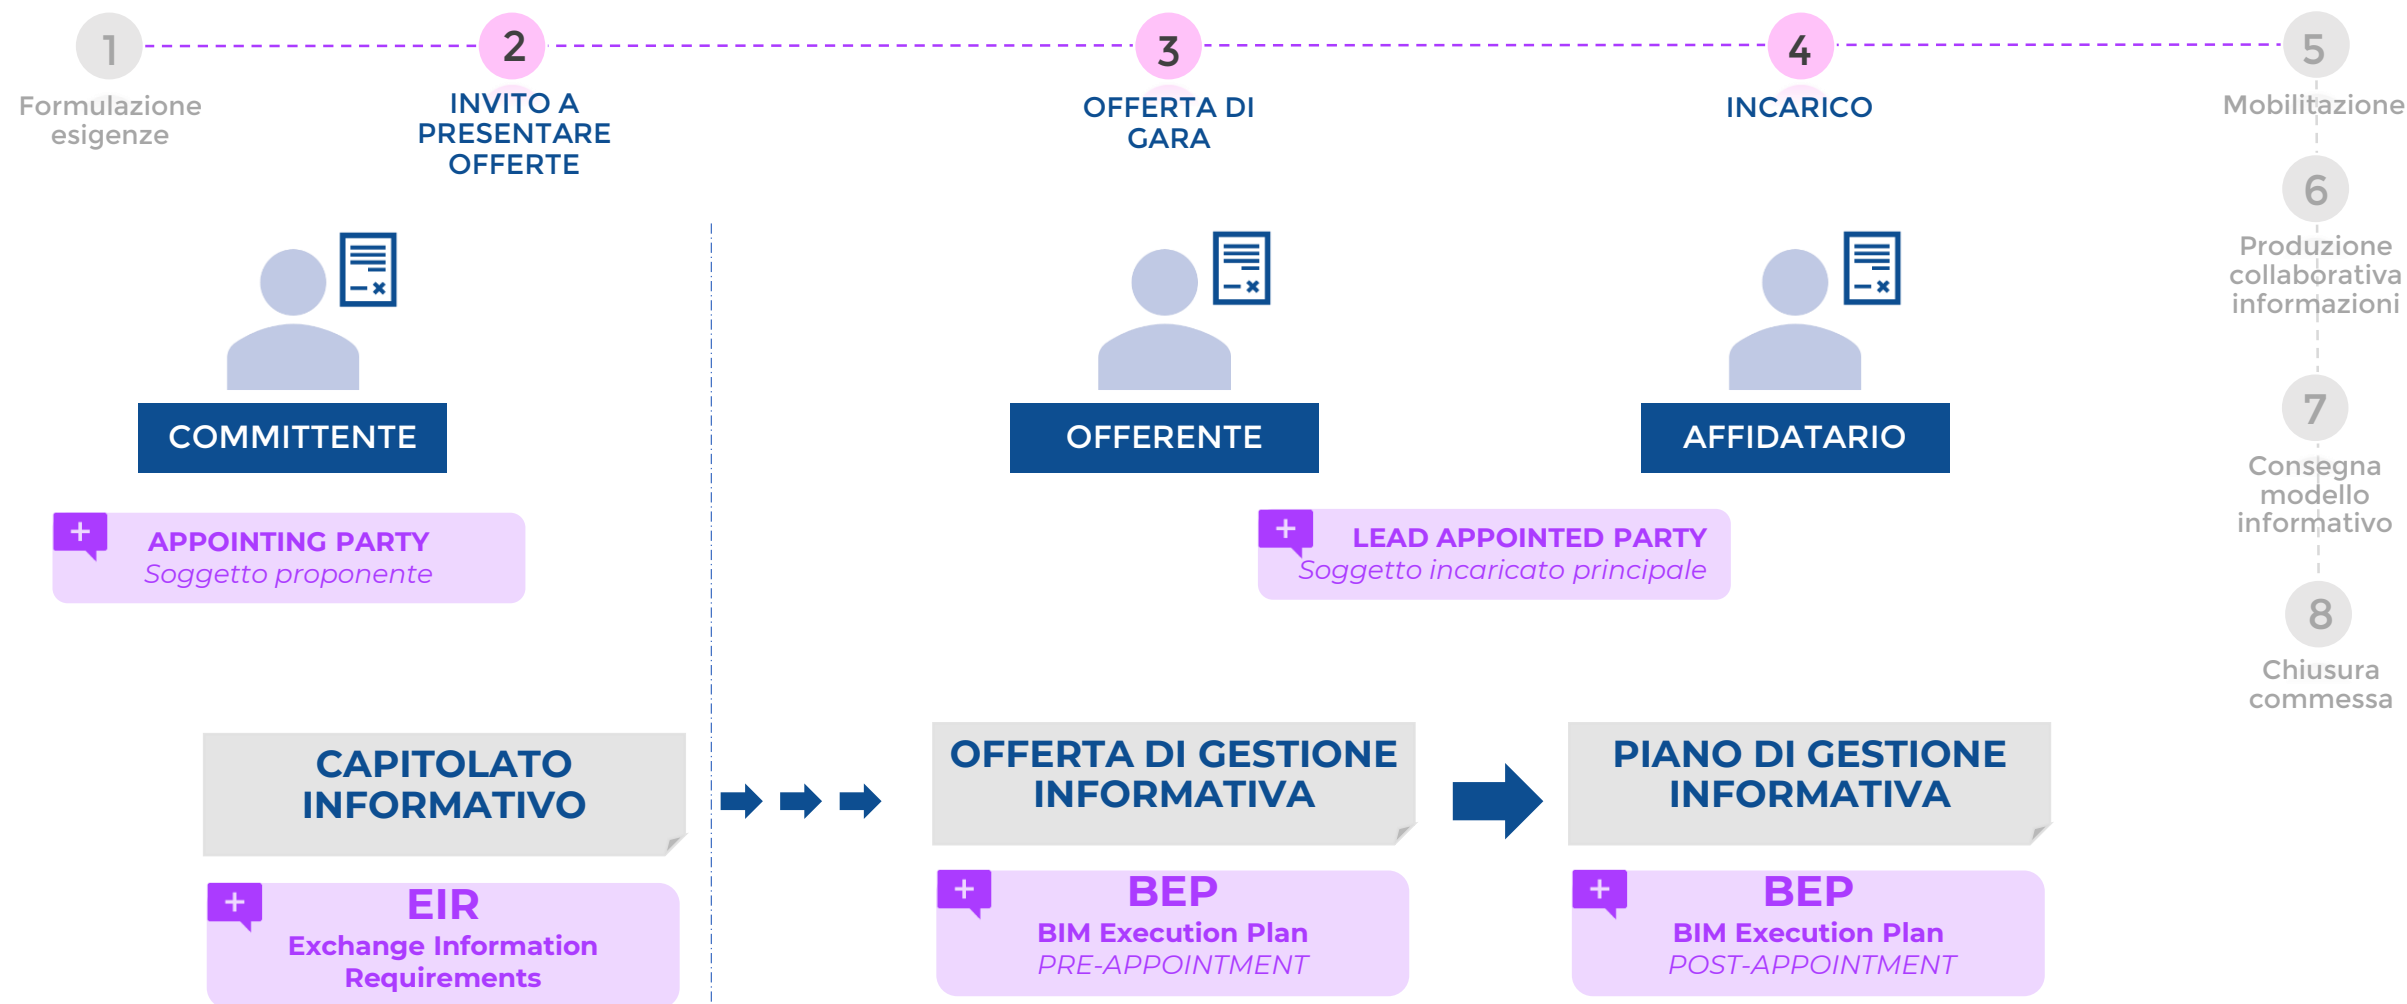 1
2
3
4
5
Formulazione
esigenze
INVITO A
PRESENTARE
OFFERTE
OFFERTA DI
GARA
INCARICO
Mobilitazione
6
Produzione
collaborativa
informazioni
7
Consegna
modello
informativo
8
Chiusura
commessa
COMMITTENTE
OFFERENTE
AFFIDATARIO
+
APPOINTING PARTY
Soggetto proponente
+
LEAD APPOINTED PARTY
Soggetto incaricato principale
CAPITOLATO
INFORMATIVO
OFFERTA DI GESTIONE
INFORMATIVA
PIANO DI GESTIONE
INFORMATIVA
+
EIR
Exchange Information
Requirements
+
BEP
BIM Execution Plan
PRE-APPOINTMENT
+
BEP
BIM Execution Plan
POST-APPOINTMENT